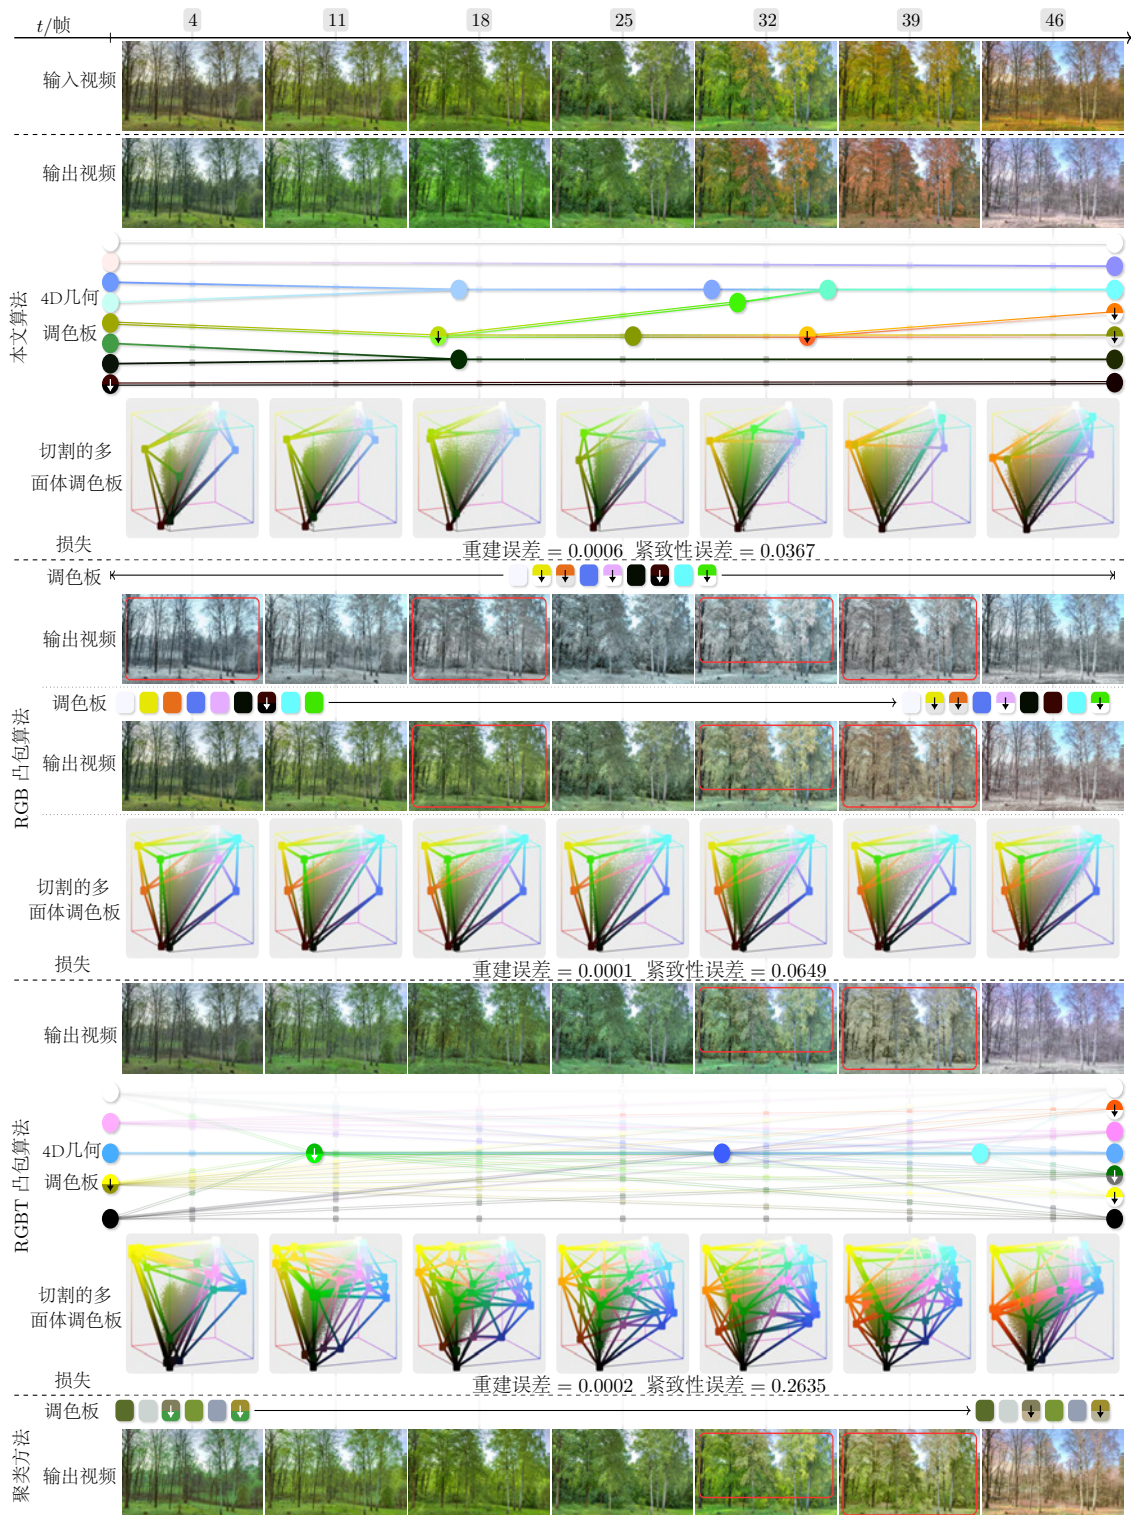 t/帧 4 11 18 25 32 39 46
输入视频
输出视频
本文算法
4D几何
调色板
切割的多
面体调色板
损失
重建误差 = 0.0006 紧致性误差 = 0.0367
调色板
输出视频
RGB 凸包算法
调色板
输出视频
切割的多
面体调色板
损失
重建误差 = 0.0001 紧致性误差 = 0.0649
输出视频
RGBT 凸包算法
4D几何
调色板
切割的多
面体调色板
损失
重建误差 = 0.0002 紧致性误差 = 0.2635
聚类方法
调色板
输出视频